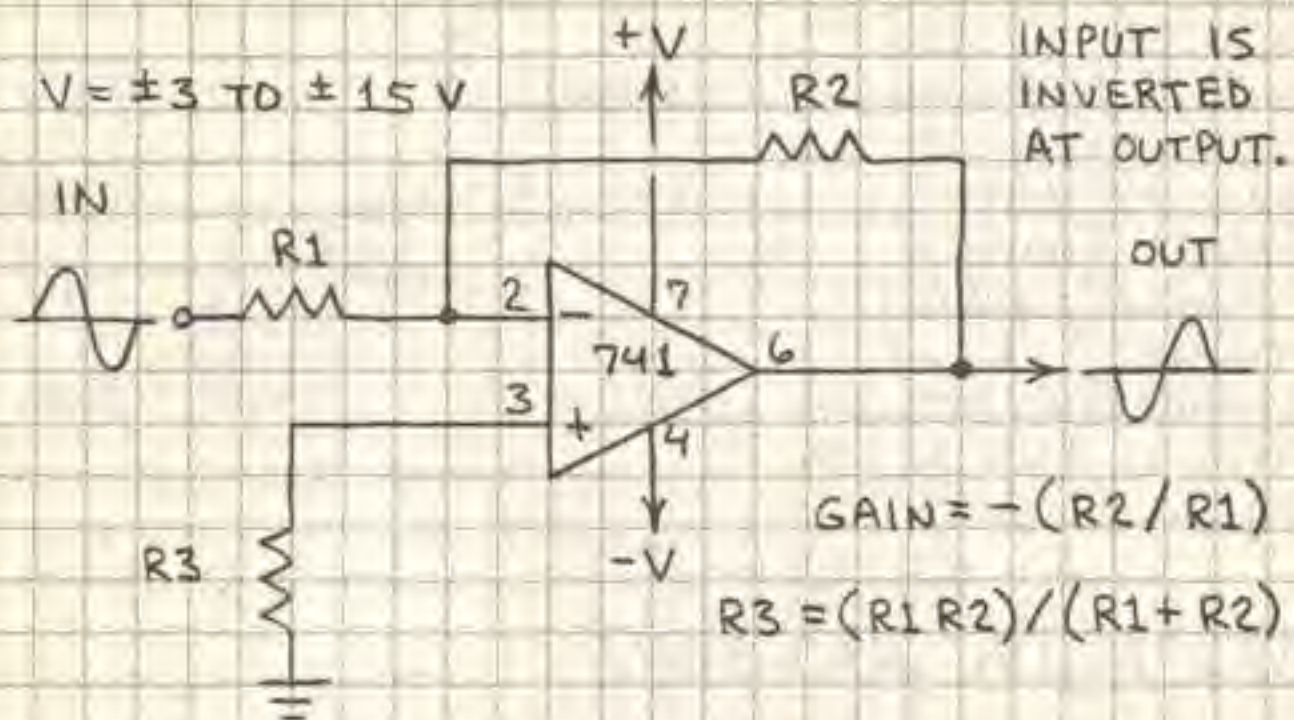 +V
INPUT IS
V = ±3 TO ± 15 V
R2
INVERTED
AT OUTPUT.
IN
R1
OUT
2
-
7
741
6
3
+
4
GAIN = -(R2/R1)
R3
-V
R3 = (R1 R2)/(R1+R2)